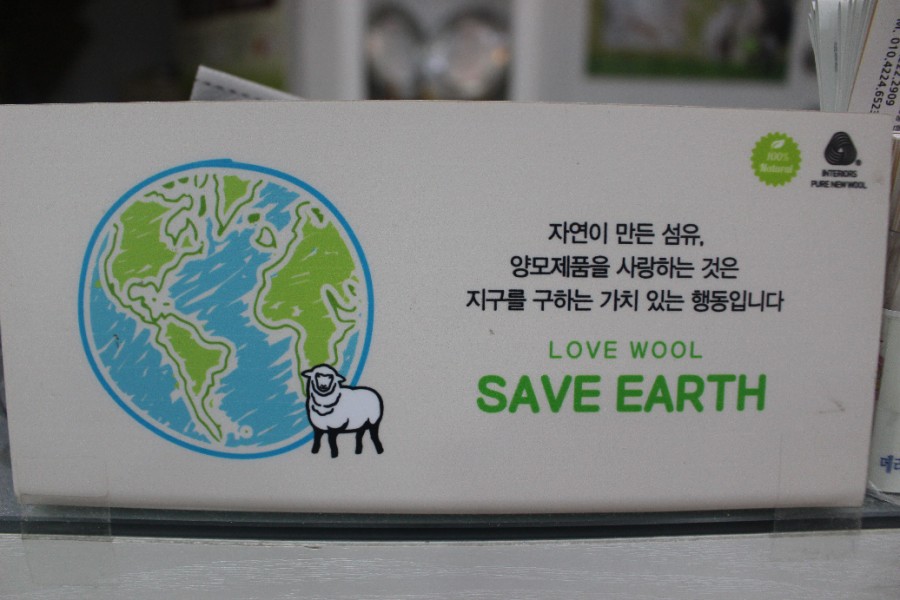 100%
Natural
INTERIORS
PURE NEW WOOL
자연이 만든 섬유,
양모제품을 사랑하는 것은
지구를 구하는 가치 있는 행동입니다
LOVE WOOL
SAVE EARTH